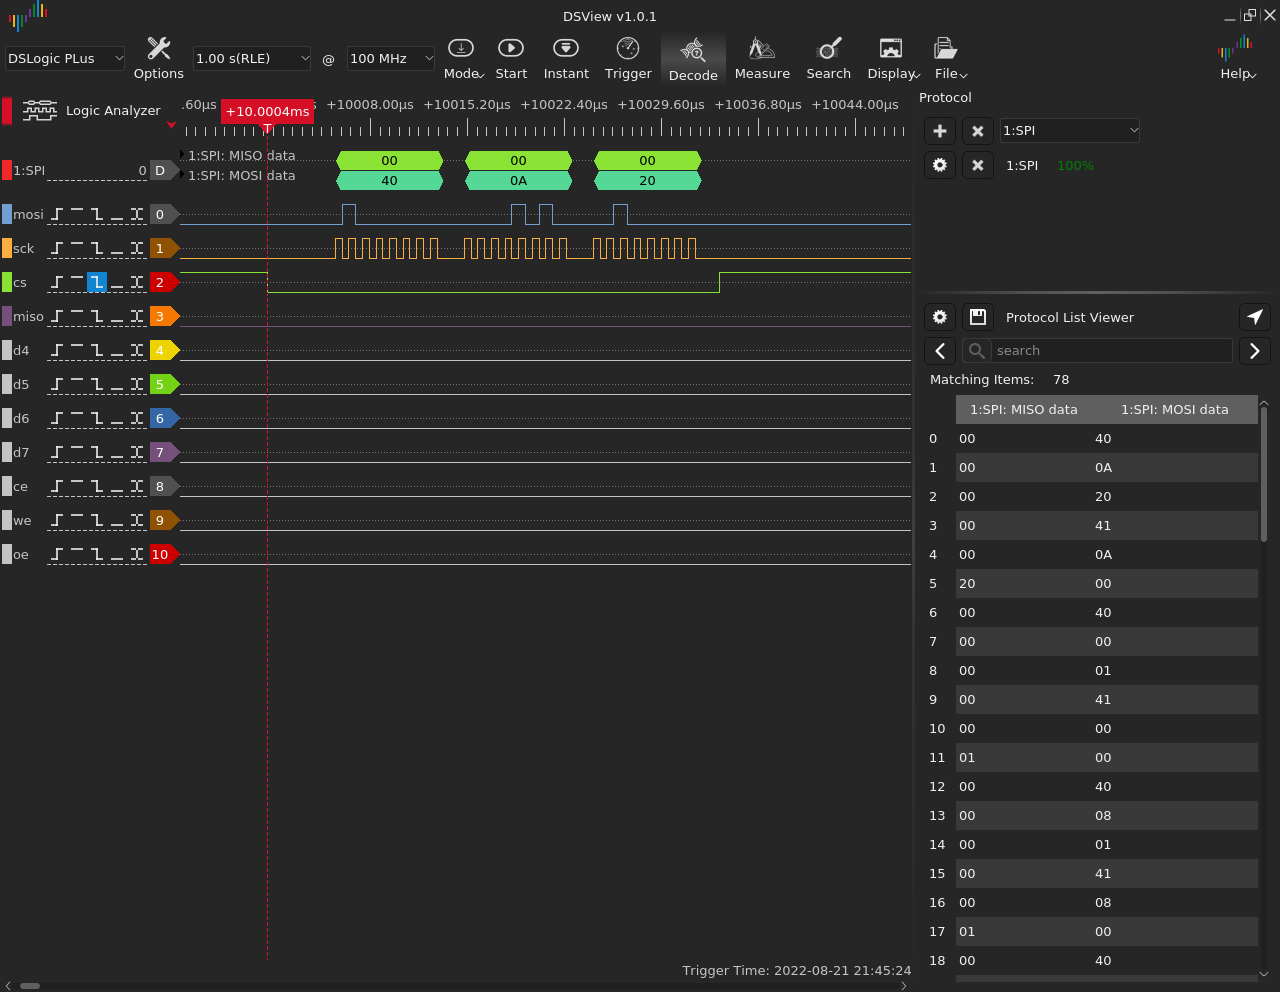 DSView v1.0.1
DSLogic PLus
Options
1.00 s(RLE)
@
100 MHz
Mode
Start
Instant
Trigger
Decode
Measure
Search
Display
File
Help
Logic Analyzer
.60µs
+10.0004ms
s
+10008.00µs
+10015.20µs
+10022.40µs
+10029.60µs
+10036.80µs
+10044.00µs
T
1:SPI
0
D
1:SPI: MISO data
00
00
00
1:SPI: MOSI data
40
0A
20
mosi
0
sck
1
cs
2
miso
3
d4
4
d5
5
d6
6
d7
7
ce
8
we
9
oe
10
Trigger Time: 2022-08-21 21:45:24
Protocol
1:SPI
1:SPI 100%
Protocol List Viewer
search
Matching Items: 78
1:SPI: MISO data 1:SPI: MOSI data
0 00 40
1 00 0A
2 00 20
3 00 41
4 00 0A
5 20 00
6 00 40
7 00 00
8 00 01
9 00 41
10 00 00
11 01 00
12 00 40
13 00 08
14 00 01
15 00 41
16 00 08
17 01 00
18 00 40